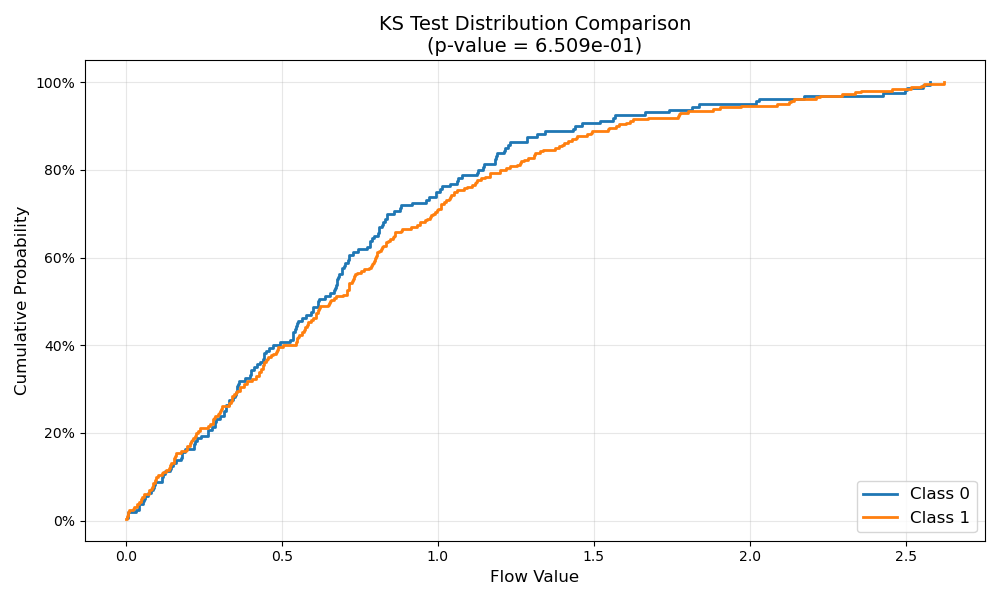 KS Test Distribution Comparison
(p-value = 6.509e-01)
Cumulative Probability
100%
80%
60%
40%
20%
0%
0.0 0.5 1.0 1.5 2.0 2.5
Flow Value
Class 0
Class 1